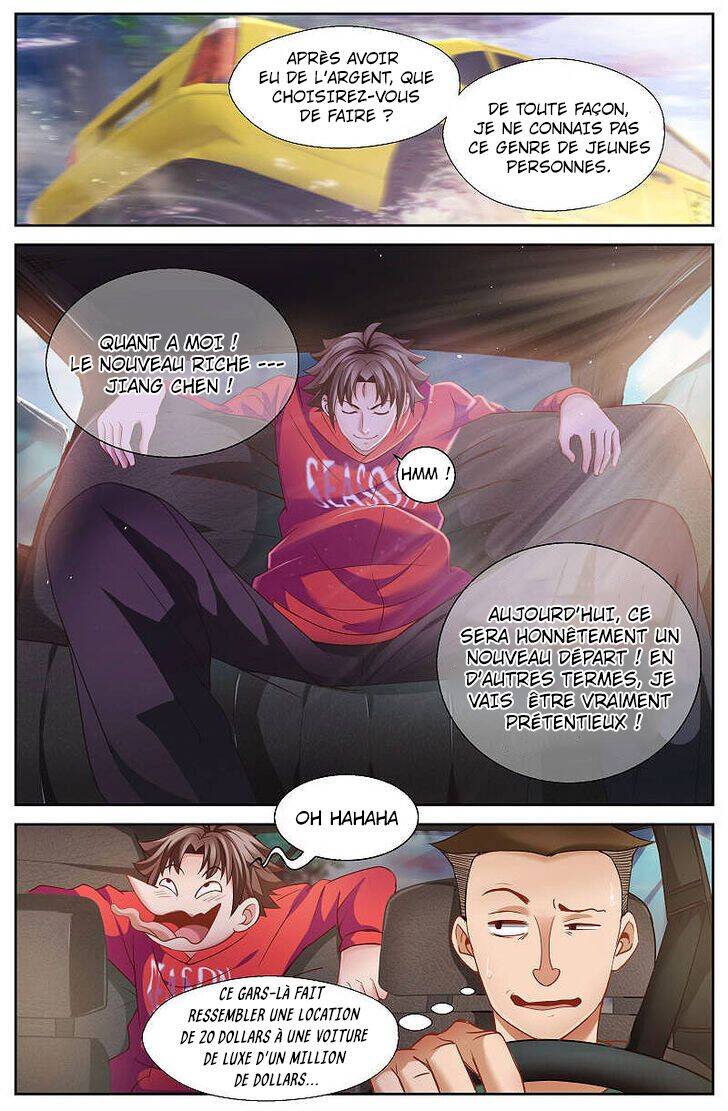 APRÈS AVOIR
EU DE L'ARGENT, QUE
CHOISIREZ-VOUS
DE FAIRE ?
DE TOUTE FAÇON,
JE NE CONNAIS PAS
CE GENRE DE JEUNES
PERSONNES.
QUANT A MOI !
LE NOUVEAU RICHE ---
JIANG CHEN !
HMM !
REASON
AUJOURD'HUI, CE
SERA HONNÊTEMENT UN
NOUVEAU DÉPART ! EN
D'AUTRES TERMES, JE
VAIS ÊTRE VRAIMENT
PRÉTENTIEUX !
OH HAHAHA
REASON
CE GARS-LÀ FAIT
RESSEMBLER UNE LOCATION
DE 20 DOLLARS À UNE VOITURE
DE LUXE D'UN MILLION
DE DOLLARS...